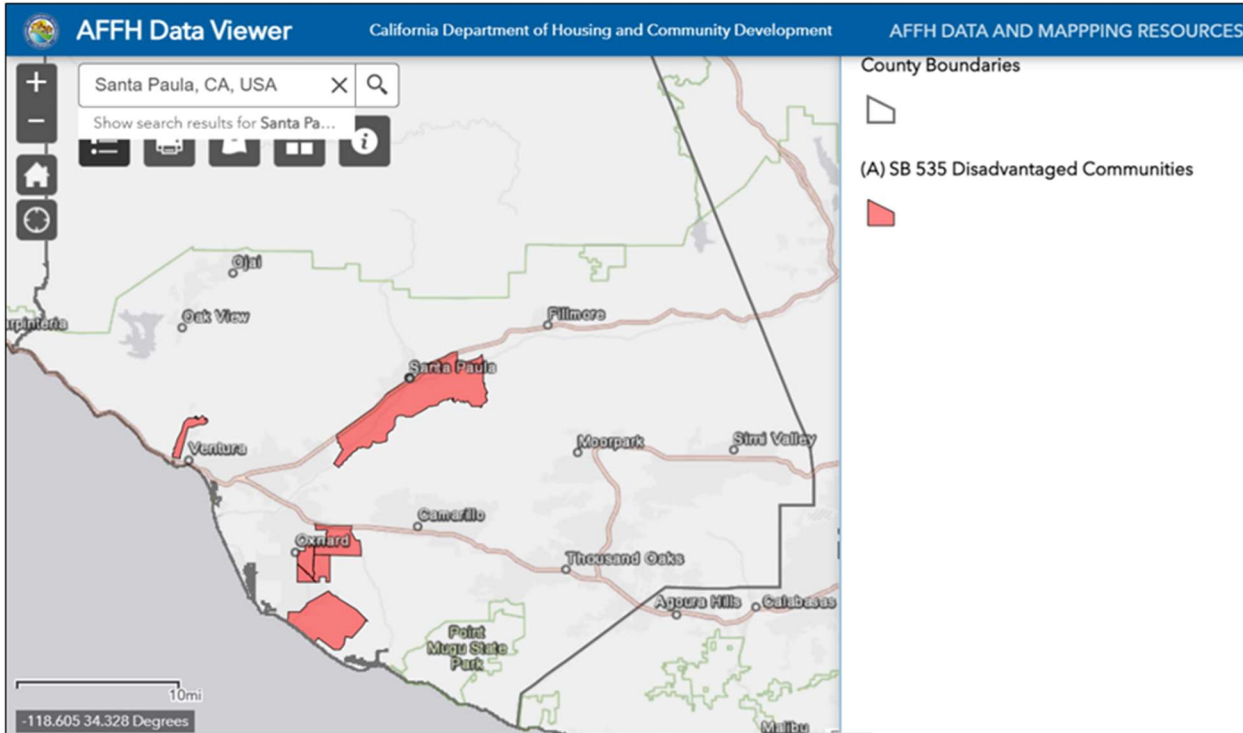 AFFH Data Viewer
California Department of Housing and Community Development
AFFH DATA AND MAPPPING RESOURCES
+
Santa Paula, CA, USA
Show search results for Santa Pa...
−
i
County Boundaries
(A) SB 535 Disadvantaged Communities
Ojai
Oak View
rpinteria
Fillmore
Santa Paula
Ventura
Moorpark
Simi Valley
Camarillo
Oxnard
Thousand Oaks
Agoura Hills
Calabasas
Point
Mugu State
Park
Malibu
10mi
-118.605 34.328 Degrees